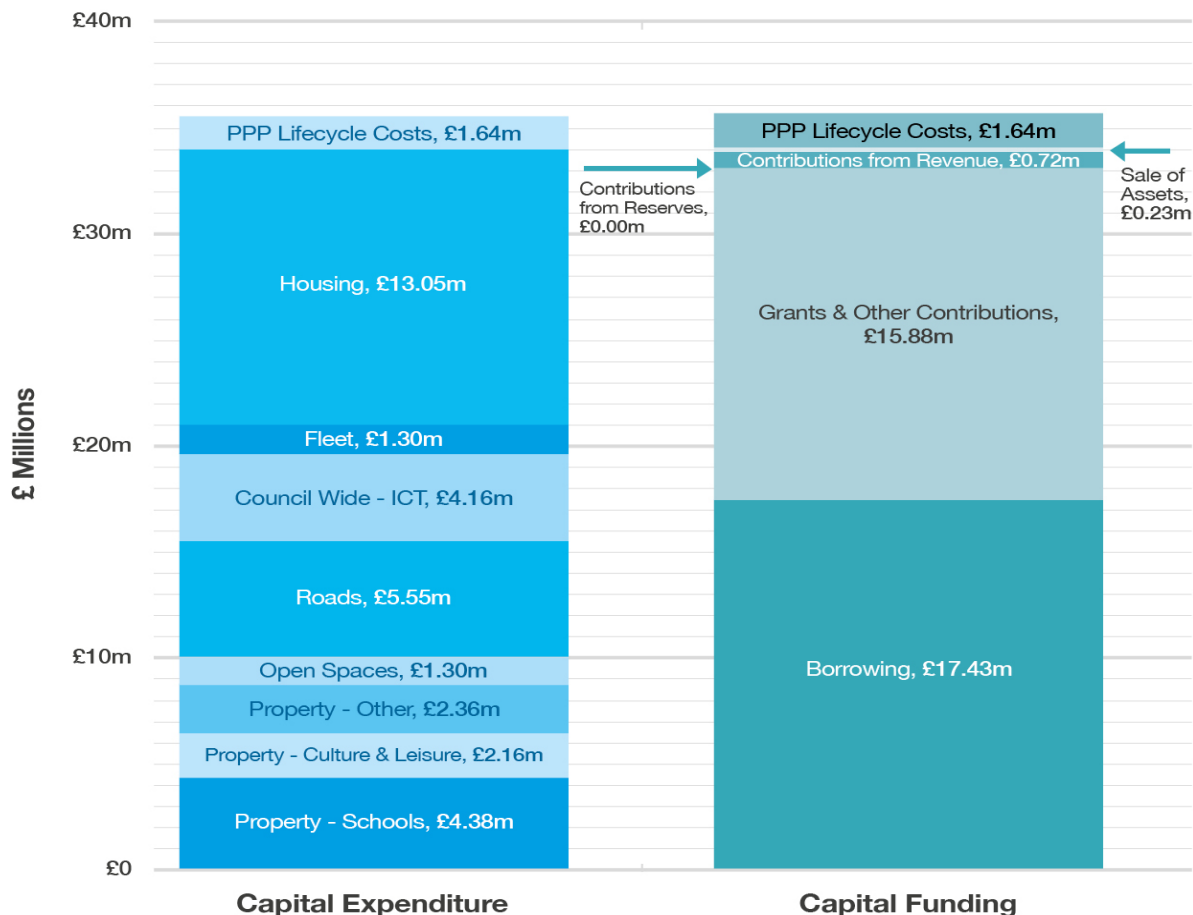 £40m
£30m
£20m
£10m
£0
£ Millions
PPP Lifecycle Costs, £1.64m
Housing, £13.05m
Fleet, £1.30m
Council Wide - ICT, £4.16m
Roads, £5.55m
Open Spaces, £1.30m
Property - Other, £2.36m
Property - Culture & Leisure, £2.16m
Property - Schools, £4.38m
Capital Expenditure
Contributions
from Reserves,
£0.00m
PPP Lifecycle Costs, £1.64m
Contributions from Revenue, £0.72m
Sale of
Assets,
£0.23m
Grants & Other Contributions,
£15.88m
Borrowing, £17.43m
Capital Funding